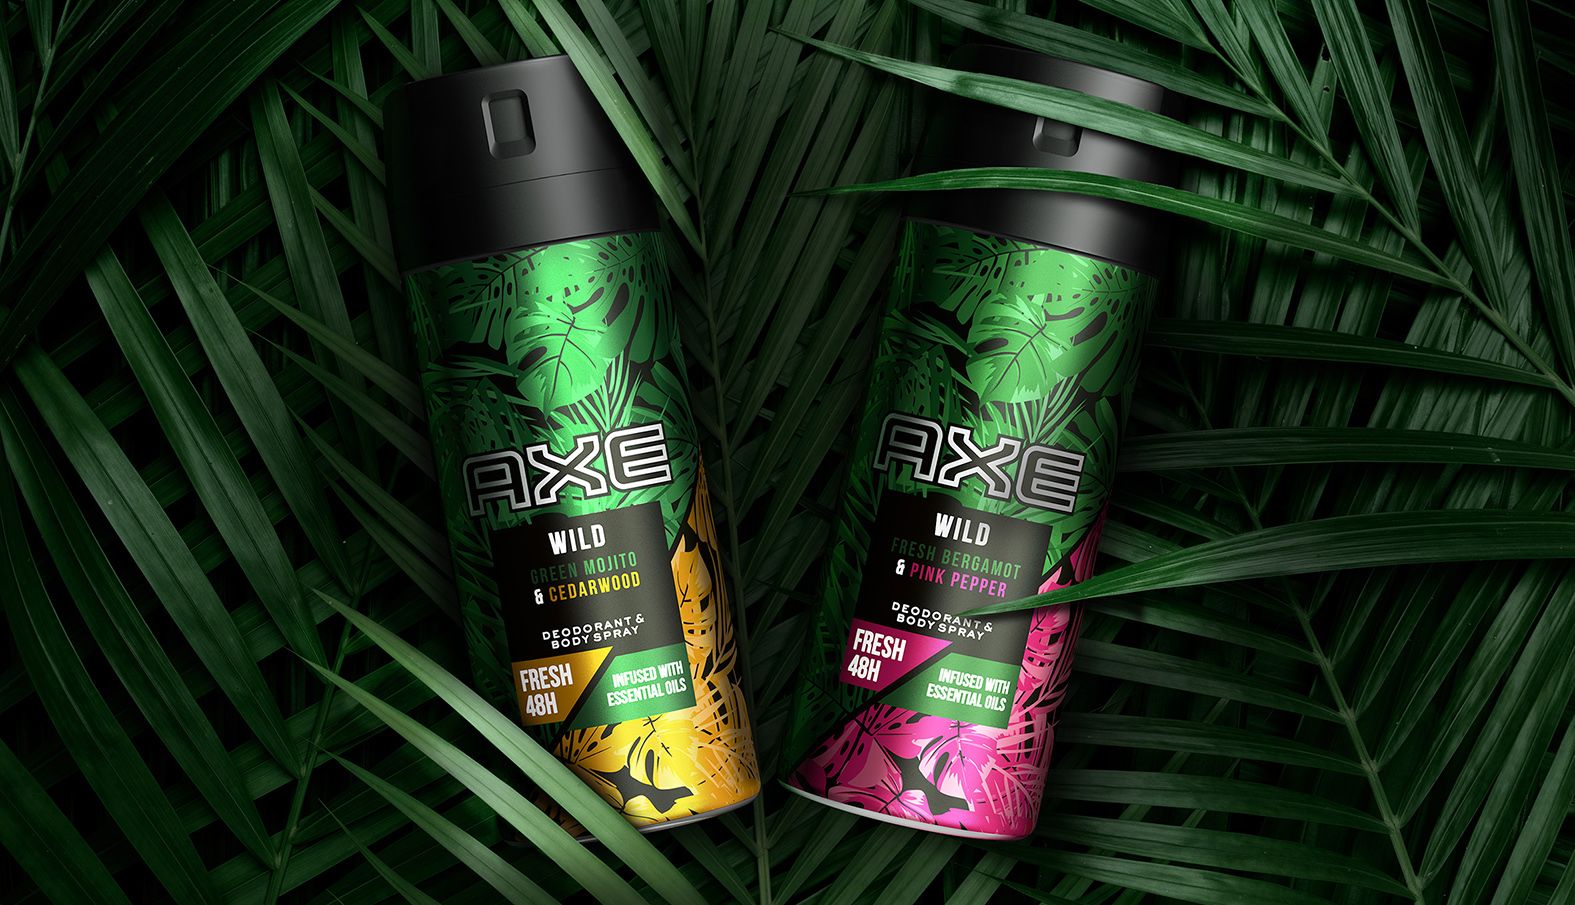 AXE
WILD
GREEN MOJITO
& CEDARWOOD
DEODORANT &
BODY SPRAY
FRESH
48H
INFUSED WITH
ESSENTIAL OILS
AXE
WILD
FRESH BERGAMOT
& PINK PEPPER
DEODORANT &
BODY SPRAY
FRESH
48H
INFUSED WITH
ESSENTIAL OILS